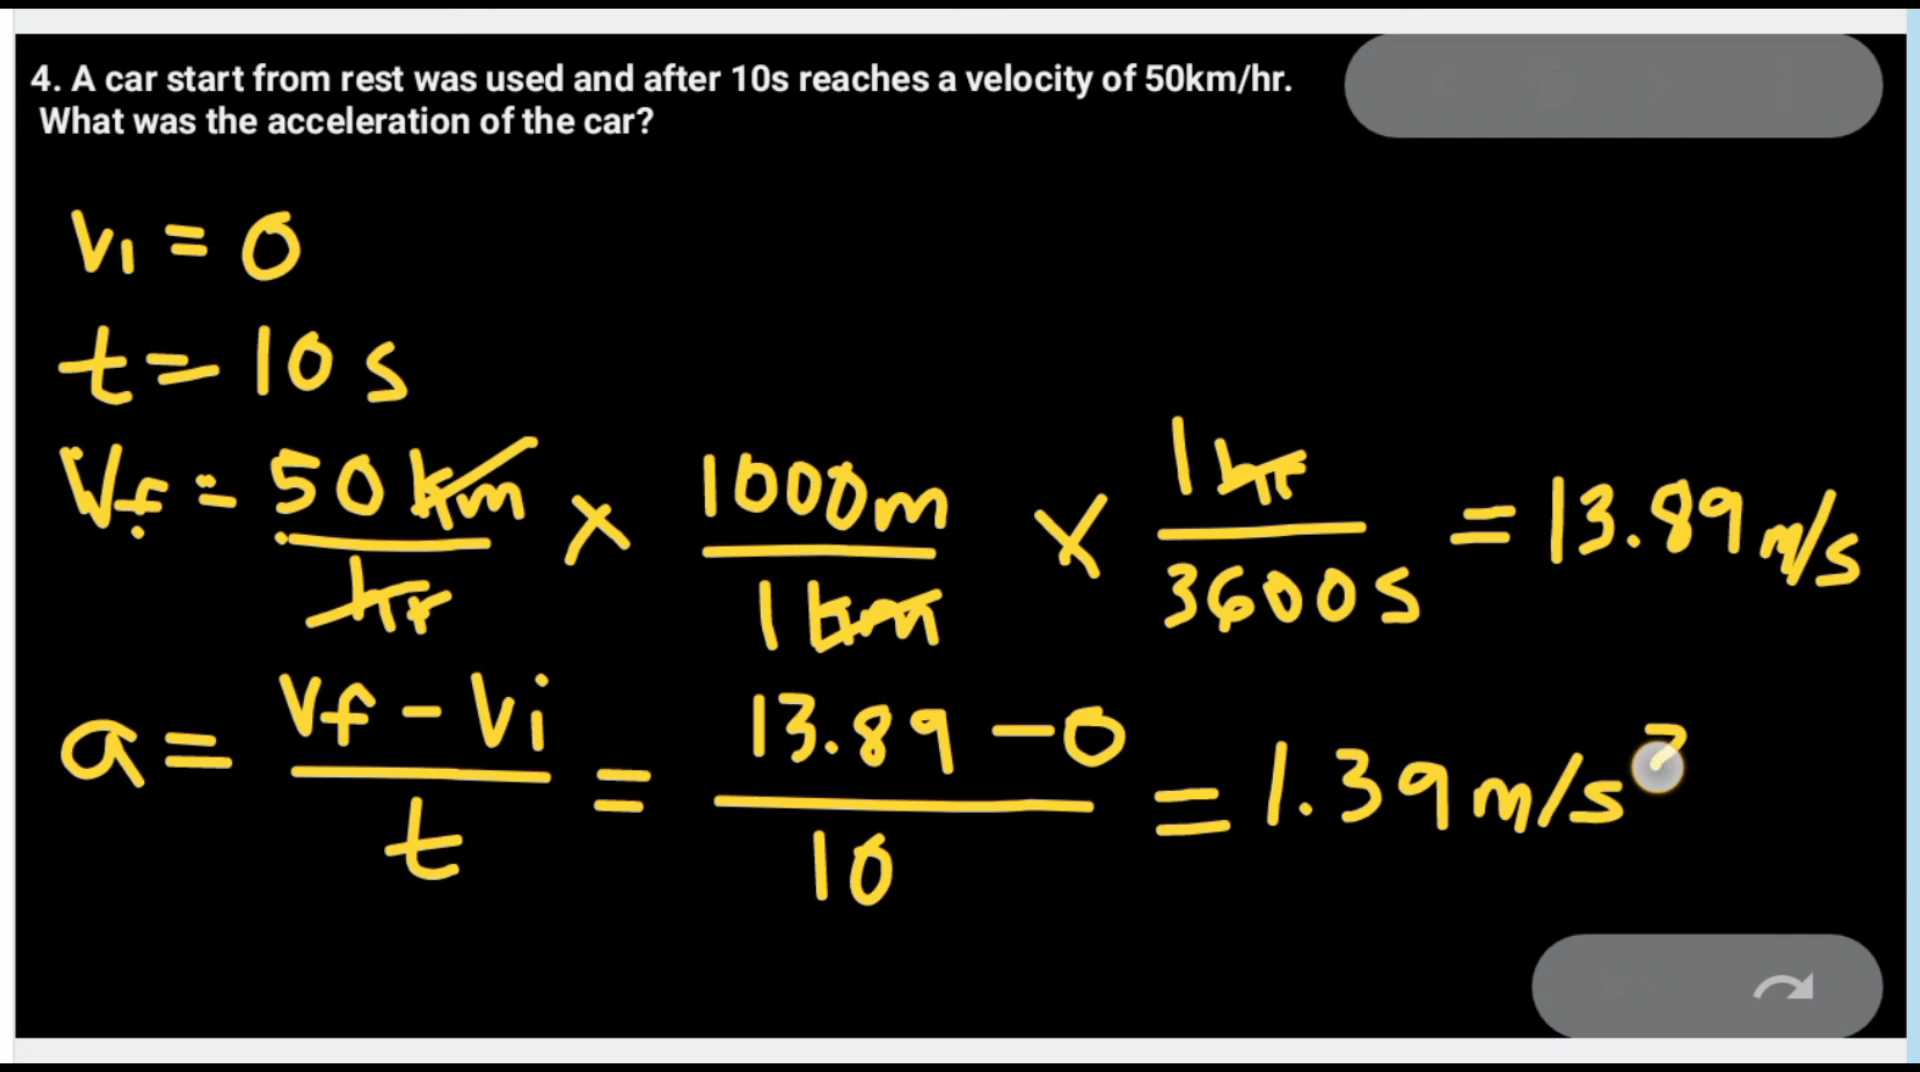 4. A car start from rest was used and after 10s reaches a velocity of 50km/hr.
What was the acceleration of the car?
Vi = 0
t = 10 s
Vf = 50 km/hr x 1000m/1 km x 1 hr/3600 s = 13.89 m/s
a = Vf - Vi/t = 13.89 - 0/10 = 1.39 m/s²